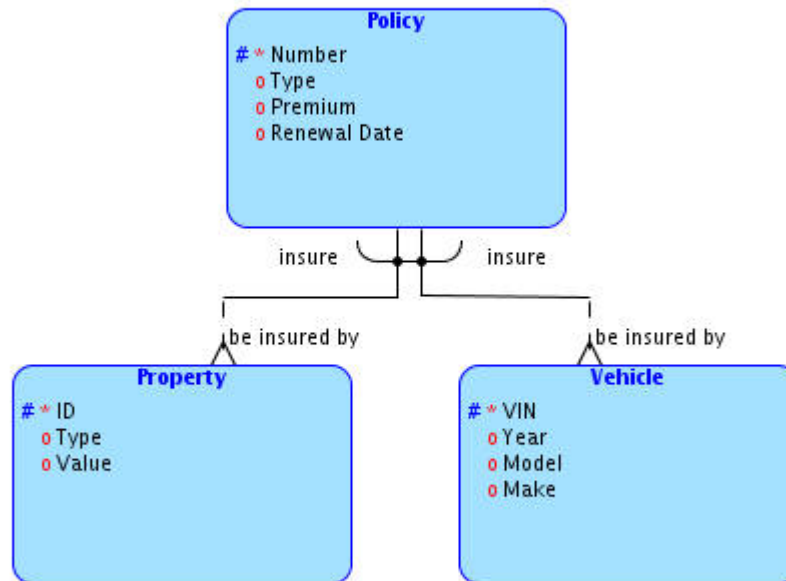 Policy
# * Number
o Type
o Premium
o Renewal Date
insure
insure
be insured by
be insured by
Property
# * ID
o Type
o Value
Vehicle
# * VIN
o Year
o Model
o Make